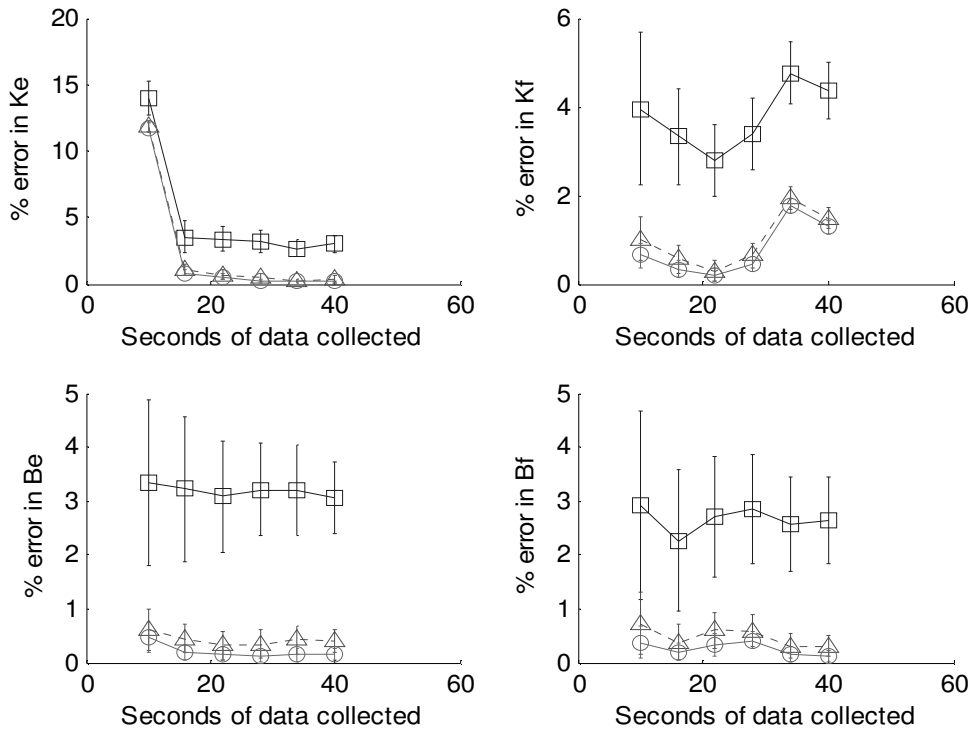 % error in Ke
20
15
10
5
0
0 20 40 60
Seconds of data collected
% error in Kf
6
4
2
0
0 20 40 60
Seconds of data collected
% error in Be
5
4
3
2
1
0
0 20 40 60
Seconds of data collected
% error in Bf
5
4
3
2
1
0
0 20 40 60
Seconds of data collected